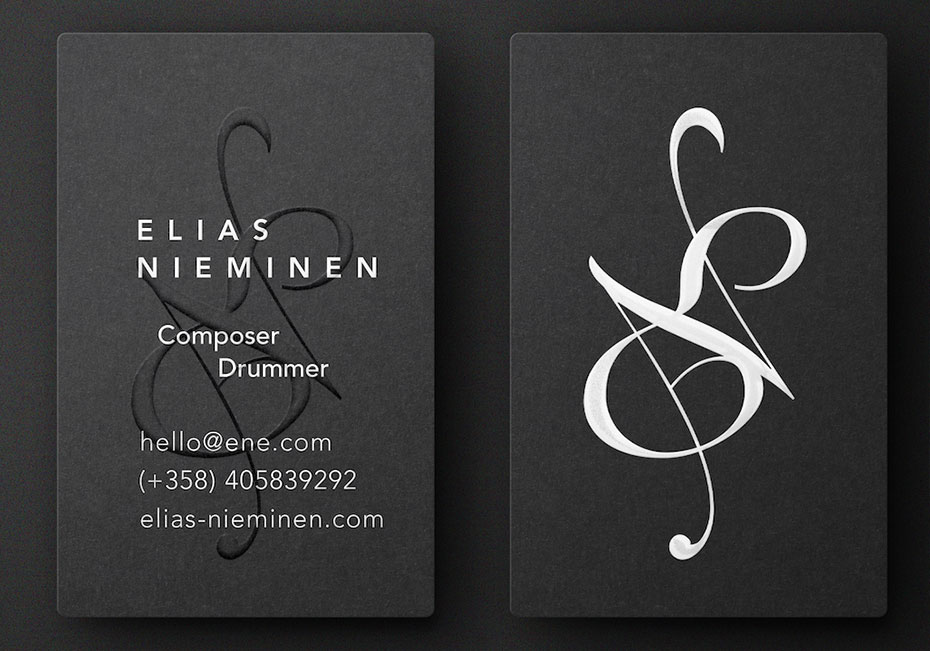 ELIAS
NIEMINEN
Composer
Drummer
hello@ene.com
(+358) 405839292
elias-nieminen.com